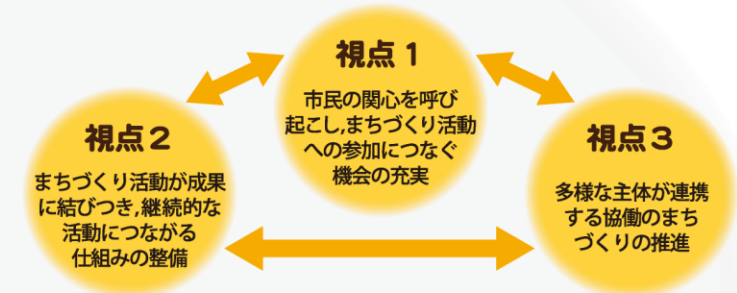 視点 1
市民の関心を呼び
起こし,まちづくり活動
への参加につなぐ
機会の充実
視点 2
まちづくり活動が成果
に結びつき,継続的な
活動につながる
仕組みの整備
視点 3
多様な主体が連携
する協働のまち
づくりの推進